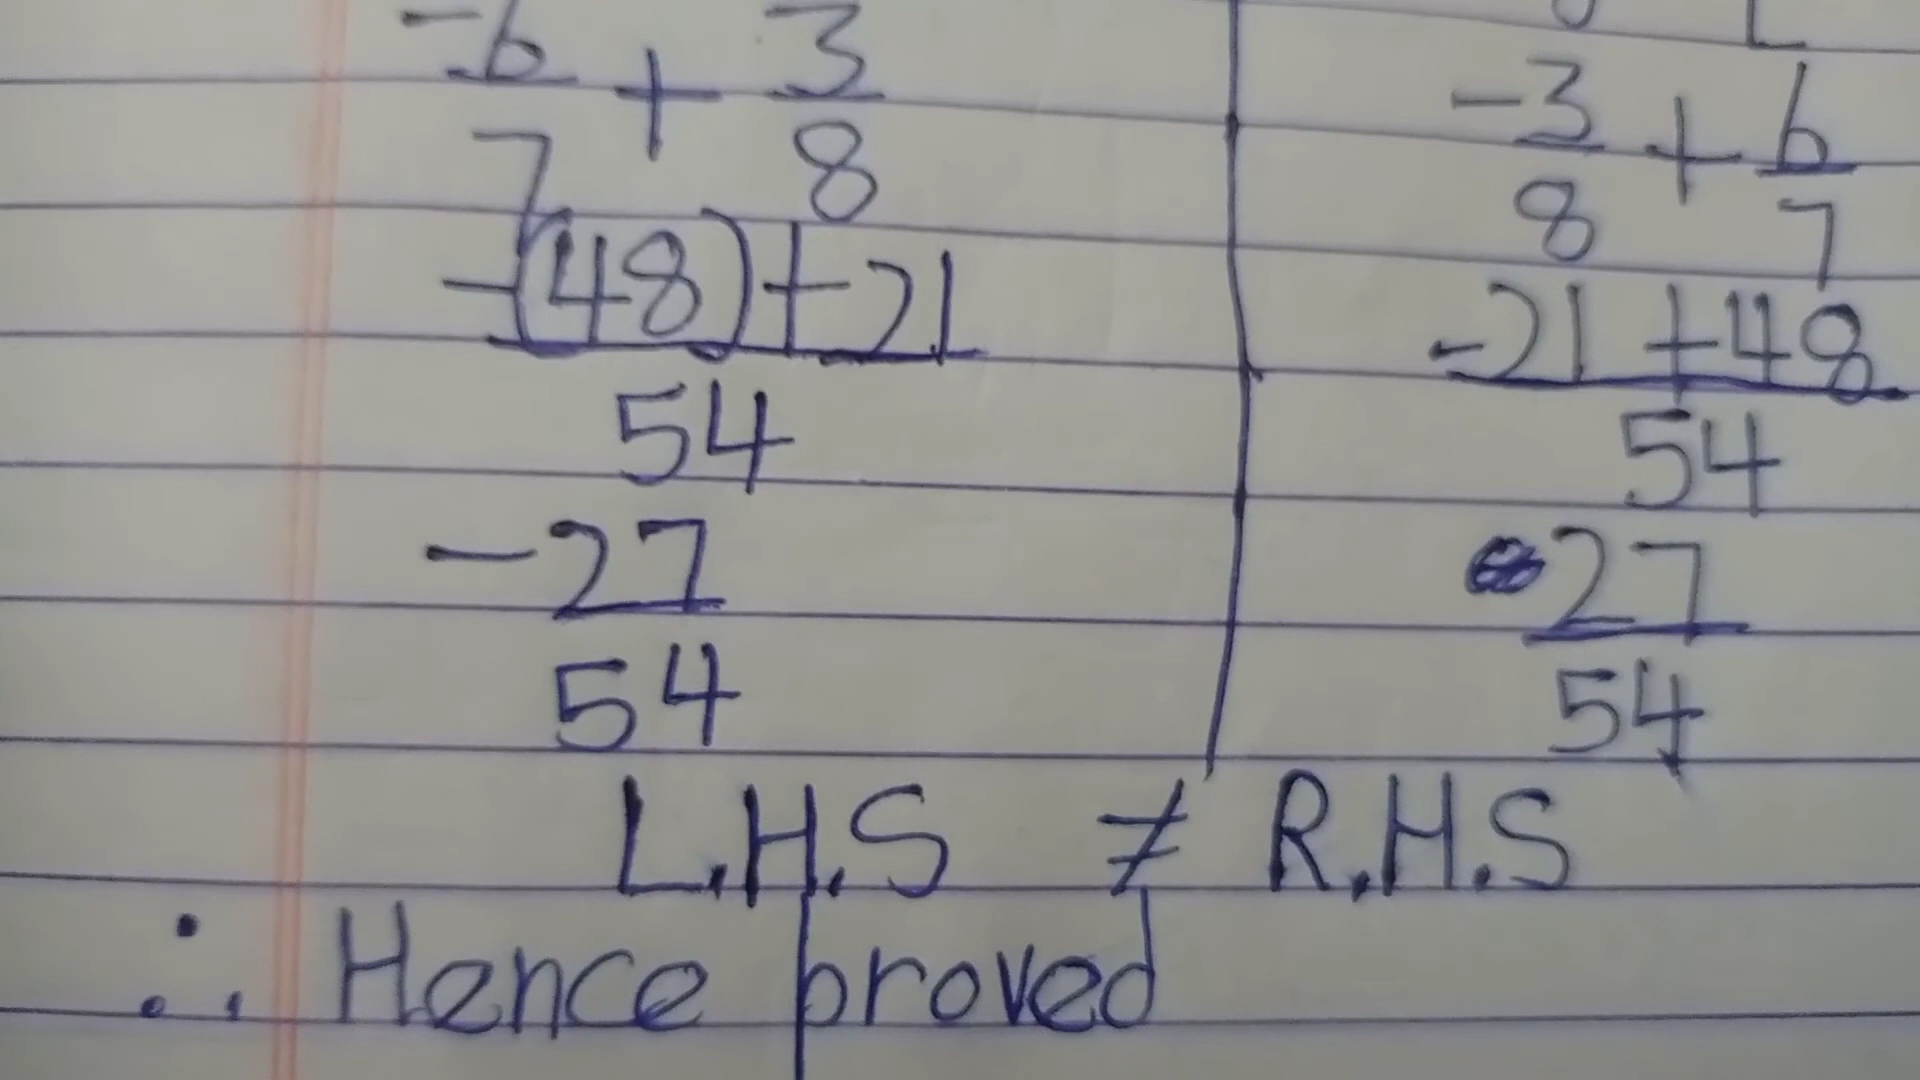 -6/7 + 3/8
-(48)+21/54
-27/54
-3/8 + 6/7
-21+48/54
27/54
L.H.S ≠ R.H.S
∴ Hence proved